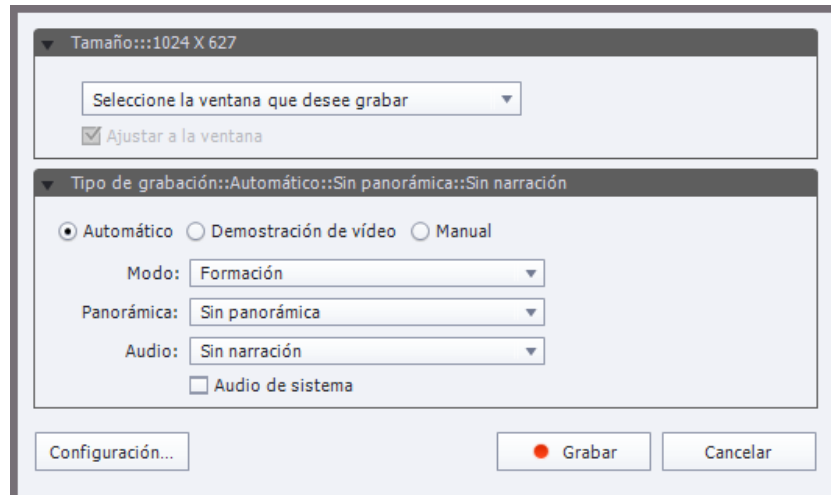 Tamaño:::1024 X 627
Seleccione la ventana que desee grabar
Ajustar a la ventana
Tipo de grabación::Automático::Sin panorámica::Sin narración
Automático Demostración de vídeo Manual
Modo: Formación
Panorámica: Sin panorámica
Audio: Sin narración
Audio de sistema
Configuración... Grabar Cancelar